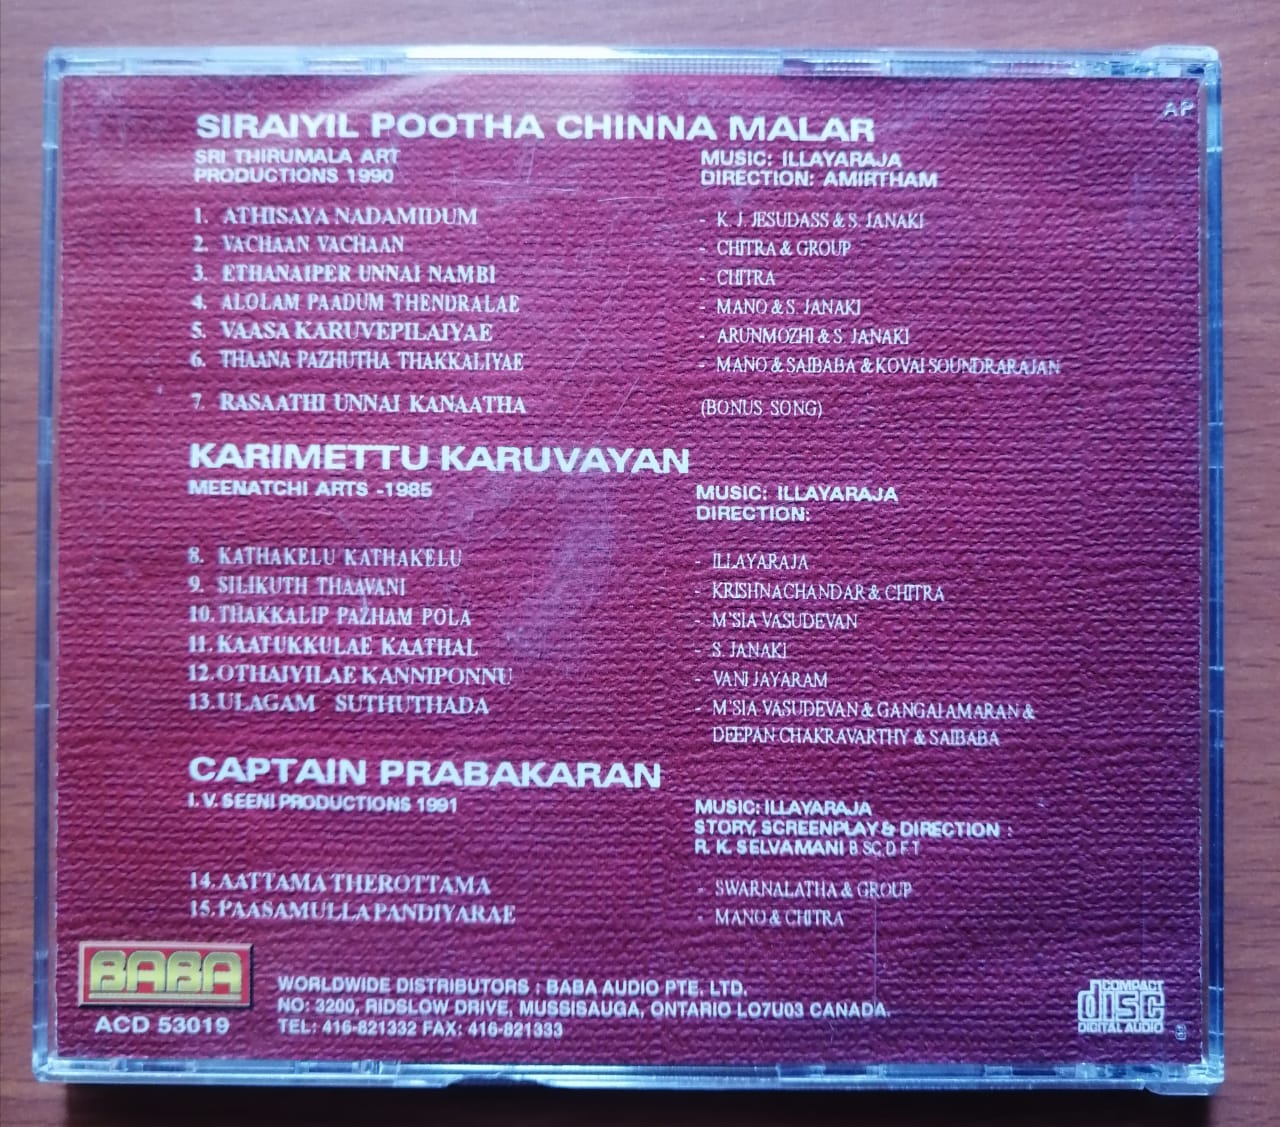 AP
SIRAIYIL POOTHA CHINNA MALAR
SRI THIRUMALA ART
PRODUCTIONS 1990
MUSIC: ILLAYARAJA
DIRECTION: AMIRTHAM
1. ATHISAYA NADAMIDUM - K. J. JESUDASS & S. JANAKI
2. VACHAAN VACHAAN - CHITRA & GROUP
3. ETHANAIPER UNNAI NAMBI - CHITRA
4. ALOLAM PAADUM THENDRALAE - MANO & S. JANAKI
5. VAASA KARUVEPILAIYAE - ARUNMOZHI & S. JANAKI
6. THAANA PAZHUTHA THAKKALIYAE - MANO & SAIBABA & KOVAI SOUNDRARAJAN
7. RASAATHI UNNAI KANAATHA (BONUS SONG)
KARIMETTU KARUVAYAN
MEENATCHI ARTS -1985
MUSIC: ILLAYARAJA
DIRECTION:
8. KATHAKELU KATHAKELU - ILLAYARAJA
9. SILIKUTH THAAVANI - KRISHNACHANDAR & CHITRA
10. THAKKALIP PAZHAM POLA - M'SIA VASUDEVAN
11. KAATUKKULAE KAATHAL - S. JANAKI
12. OTHAIYILAE KANNIPONNU - VANI JAYARAM
13. ULAGAM SUTHUTHADA - M'SIA VASUDEVAN & GANGAI AMARAN &
DEEPAN CHAKRAVARTHY & SAIBABA
CAPTAIN PRABAKARAN
I. V. SEENI PRODUCTIONS 1991
MUSIC: ILLAYARAJA
STORY, SCREENPLAY & DIRECTION :
R. K. SELVAMANI B.SC,D.F.T
14. AATTAMA THEROTTAMA - SWARNALATHA & GROUP
15. PAASAMULLA PANDIYARAE - MANO & CHITRA
BABA
ACD 53019
WORLDWIDE DISTRIBUTORS : BABA AUDIO PTE. LTD.
NO: 3200, RIDSLOW DRIVE, MUSSISAUGA, ONTARIO LO7U03 CANADA.
TEL: 416-821332 FAX: 416-821333
COMPACT
disc
DIGITAL AUDIO